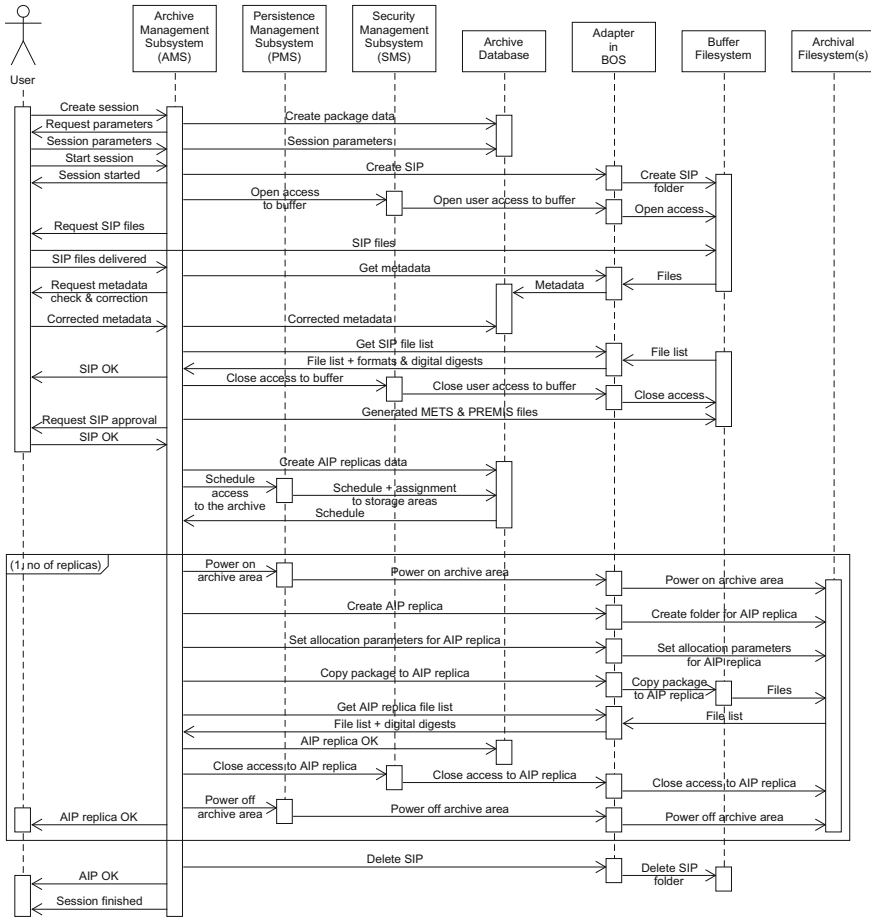 Archive
Management
Subsystem
(AMS)
Persistence
Management
Subsystem (PMS)
Security
Management
Subsystem (SMS)
Archive
Database
Adapter
in
BOS
Buffer
Filesystem
Archival
Filesystem(s)
User
Create session
Request parameters
Create package data
Session parameters
Session parameters
Start session
Create SIP
Session started
Create SIP
folder
Open access
to buffer
Open user access to buffer
Open access
Request SIP files
SIP files
SIP files delivered
Get metadata
Files
Request metadata
check & correction
Metadata
Corrected metadata
Corrected metadata
Get SIP file list
File list
File list + formats & digital digests
SIP OK
Close access to buffer
Close user access to buffer
Close access
Generated METS & PREMIS files
Request SIP approval
SIP OK
Create AIP replicas data
Schedule
access
to the archive
Schedule + assignment
to storage areas
Schedule
(1, no of replicas)
Power on
archive area
Power on archive area
Power on archive area
Create AIP replica
Create folder for AIP replica
Set allocation parameters for AIP replica
Set allocation parameters
for AIP replica
Copy package to AIP replica
Copy package
to AIP replica
Files
Get AIP replica file list
File list
File list + digital digests
AIP replica OK
Close access to AIP replica
Close access to AIP replica
Close access to AIP replica
Power off
archive area
Power off archive area
Power off archive area
AIP replica OK
Delete SIP
Delete SIP
folder
AIP OK
Session finished